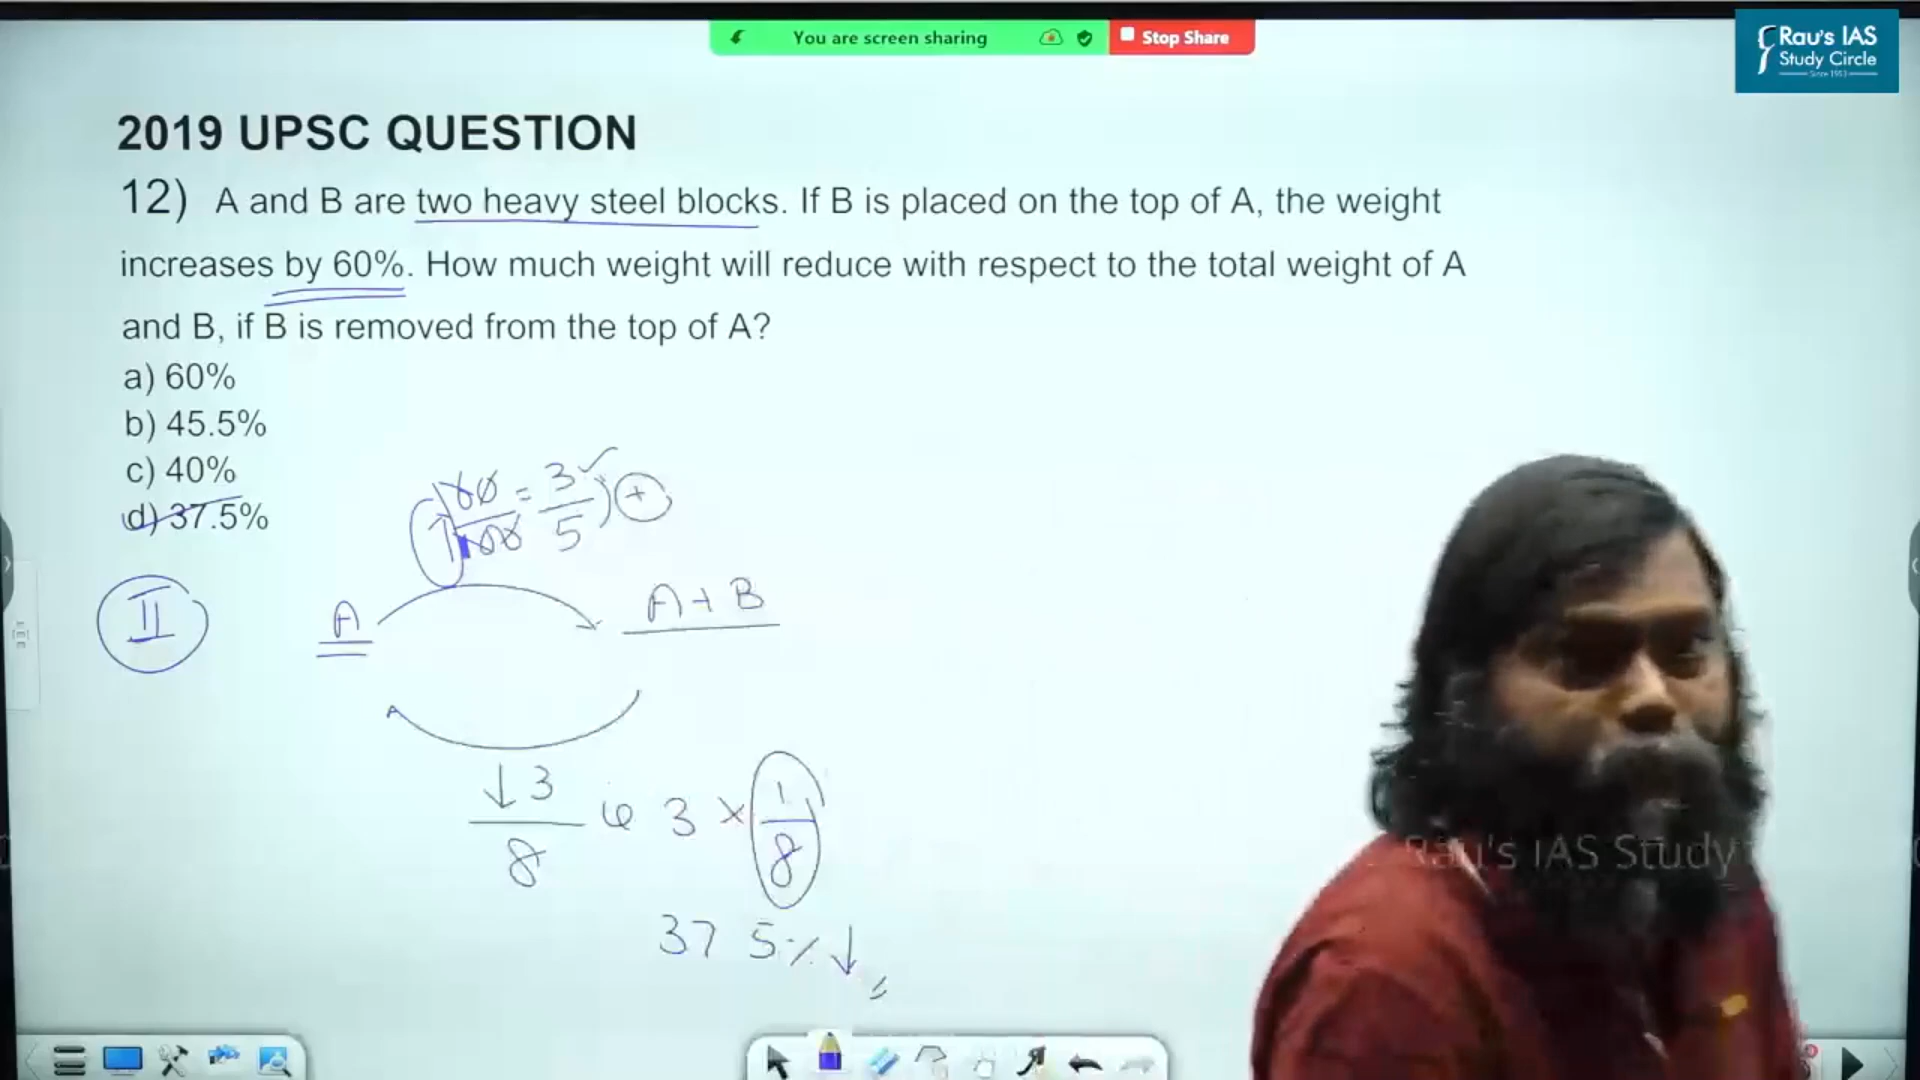 You are screen sharing
Stop Share
Rau's IAS
Study Circle
Since 1953
2019 UPSC QUESTION
12) A and B are two heavy steel blocks. If B is placed on the top of A, the weight
increases by 60%. How much weight will reduce with respect to the total weight of A
and B, if B is removed from the top of A?
a) 60%
b) 45.5%
c) 40%
d) 37.5%
↑ 60/100 = 3/5 +
II
A
A + B
↓3/8 ie 3 × 1/8
37 5% ↓
Rau's IAS Study